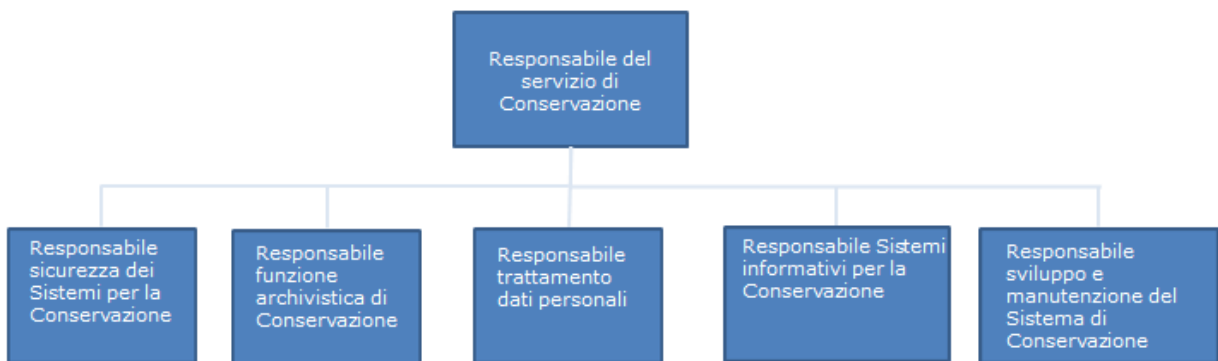 Responsabile del
servizio di
Conservazione
Responsabile
sicurezza dei
Sistemi per la
Conservazione
Responsabile
funzione
archivistica di
Conservazione
Responsabile
trattamento
dati personali
Responsabile Sistemi
informativi per la
Conservazione
Responsabile
sviluppo e
manutenzione del
Sistema di
Conservazione